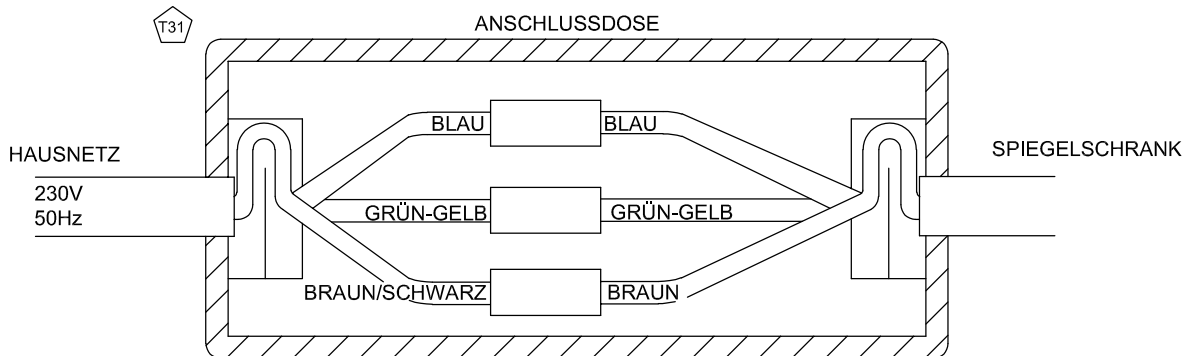 T31
ANSCHLUSSDOSE
HAUSNETZ
230V
50Hz
SPIEGELSCHRANK
BLAU
BLAU
GRÜN-GELB
GRÜN-GELB
BRAUN/SCHWARZ
BRAUN